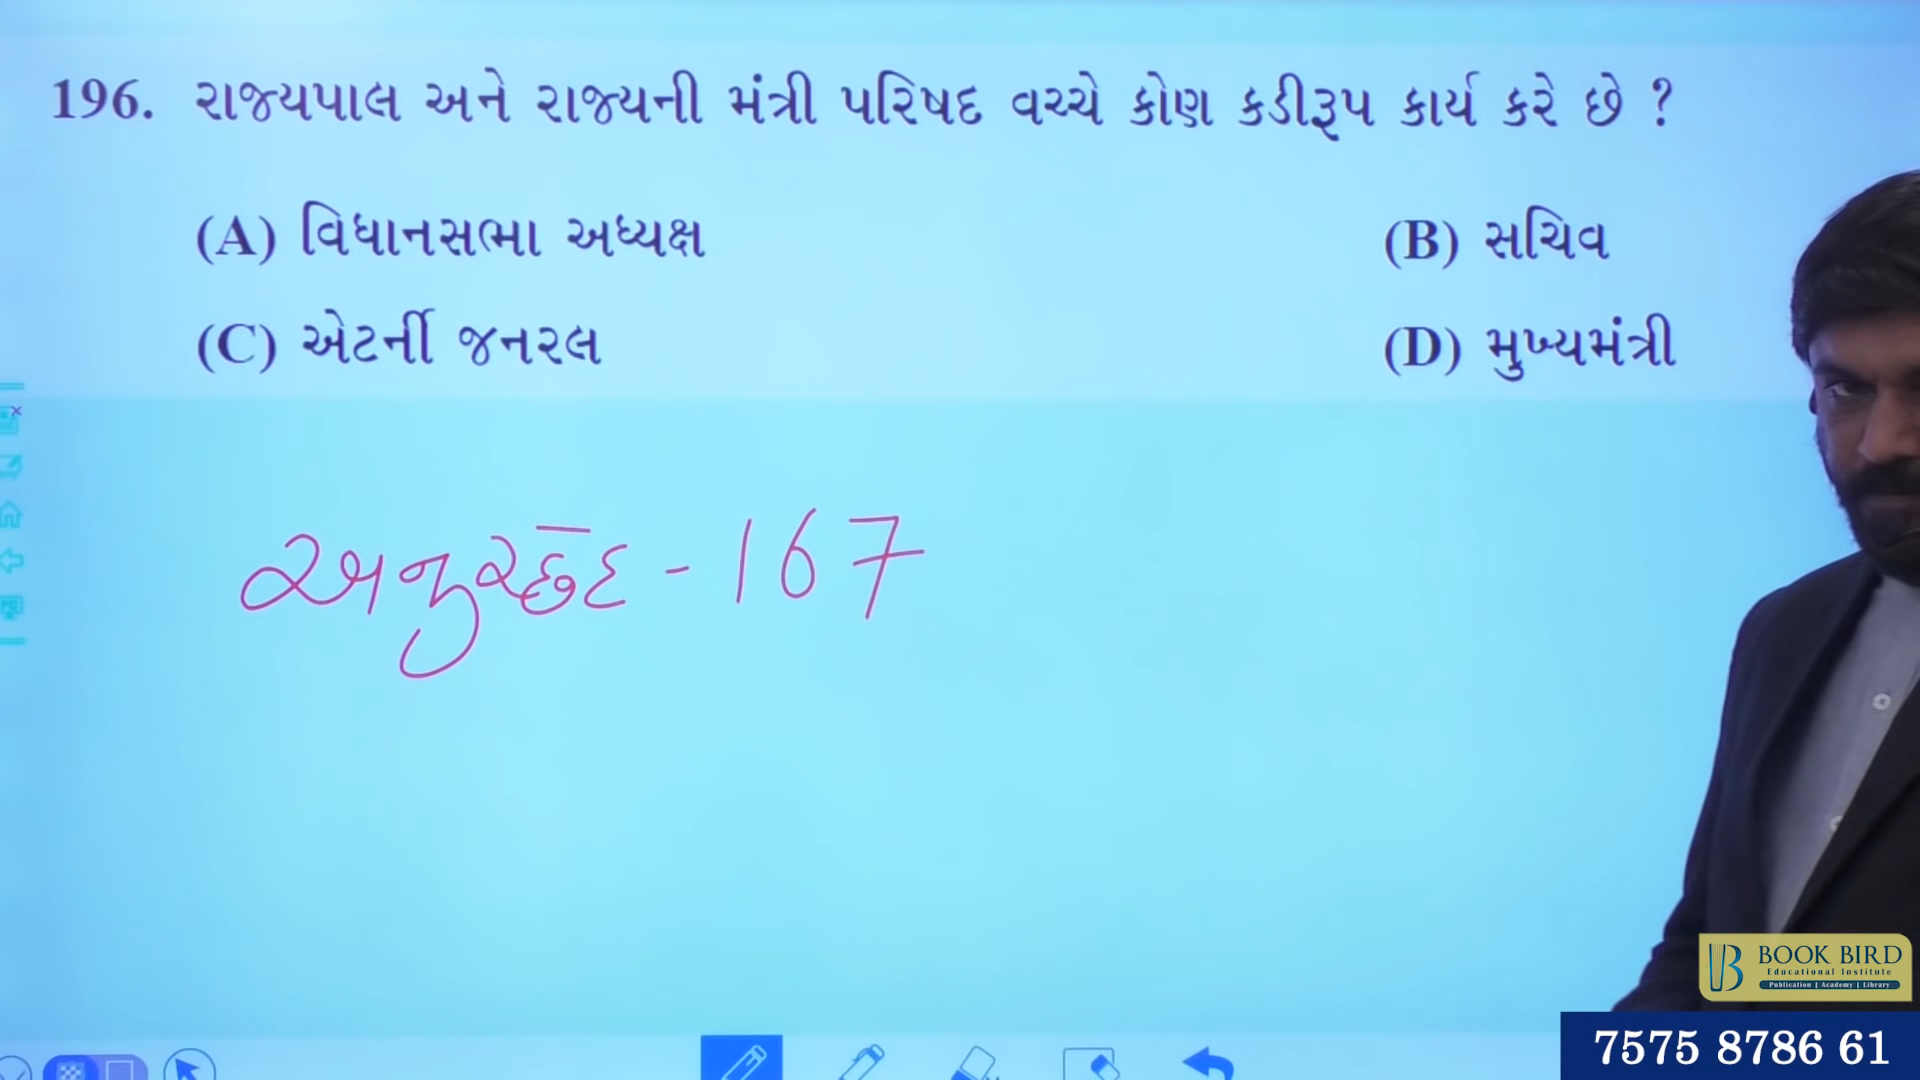 196. રાજ્યપાલ અને રાજ્યની મંત્રી પરિષદ વચ્ચે કોણ કડીરૂપ કાર્ય કરે છે ?
(A) વિધાનસભા અધ્યક્ષ (B) સચિવ
(C) એટર્ની જનરલ (D) મુખ્યમંત્રી
અનુચ્છેદ - 167
BOOK BIRD
Educational Institute
Publication | Academy | Library
7575 8786 61